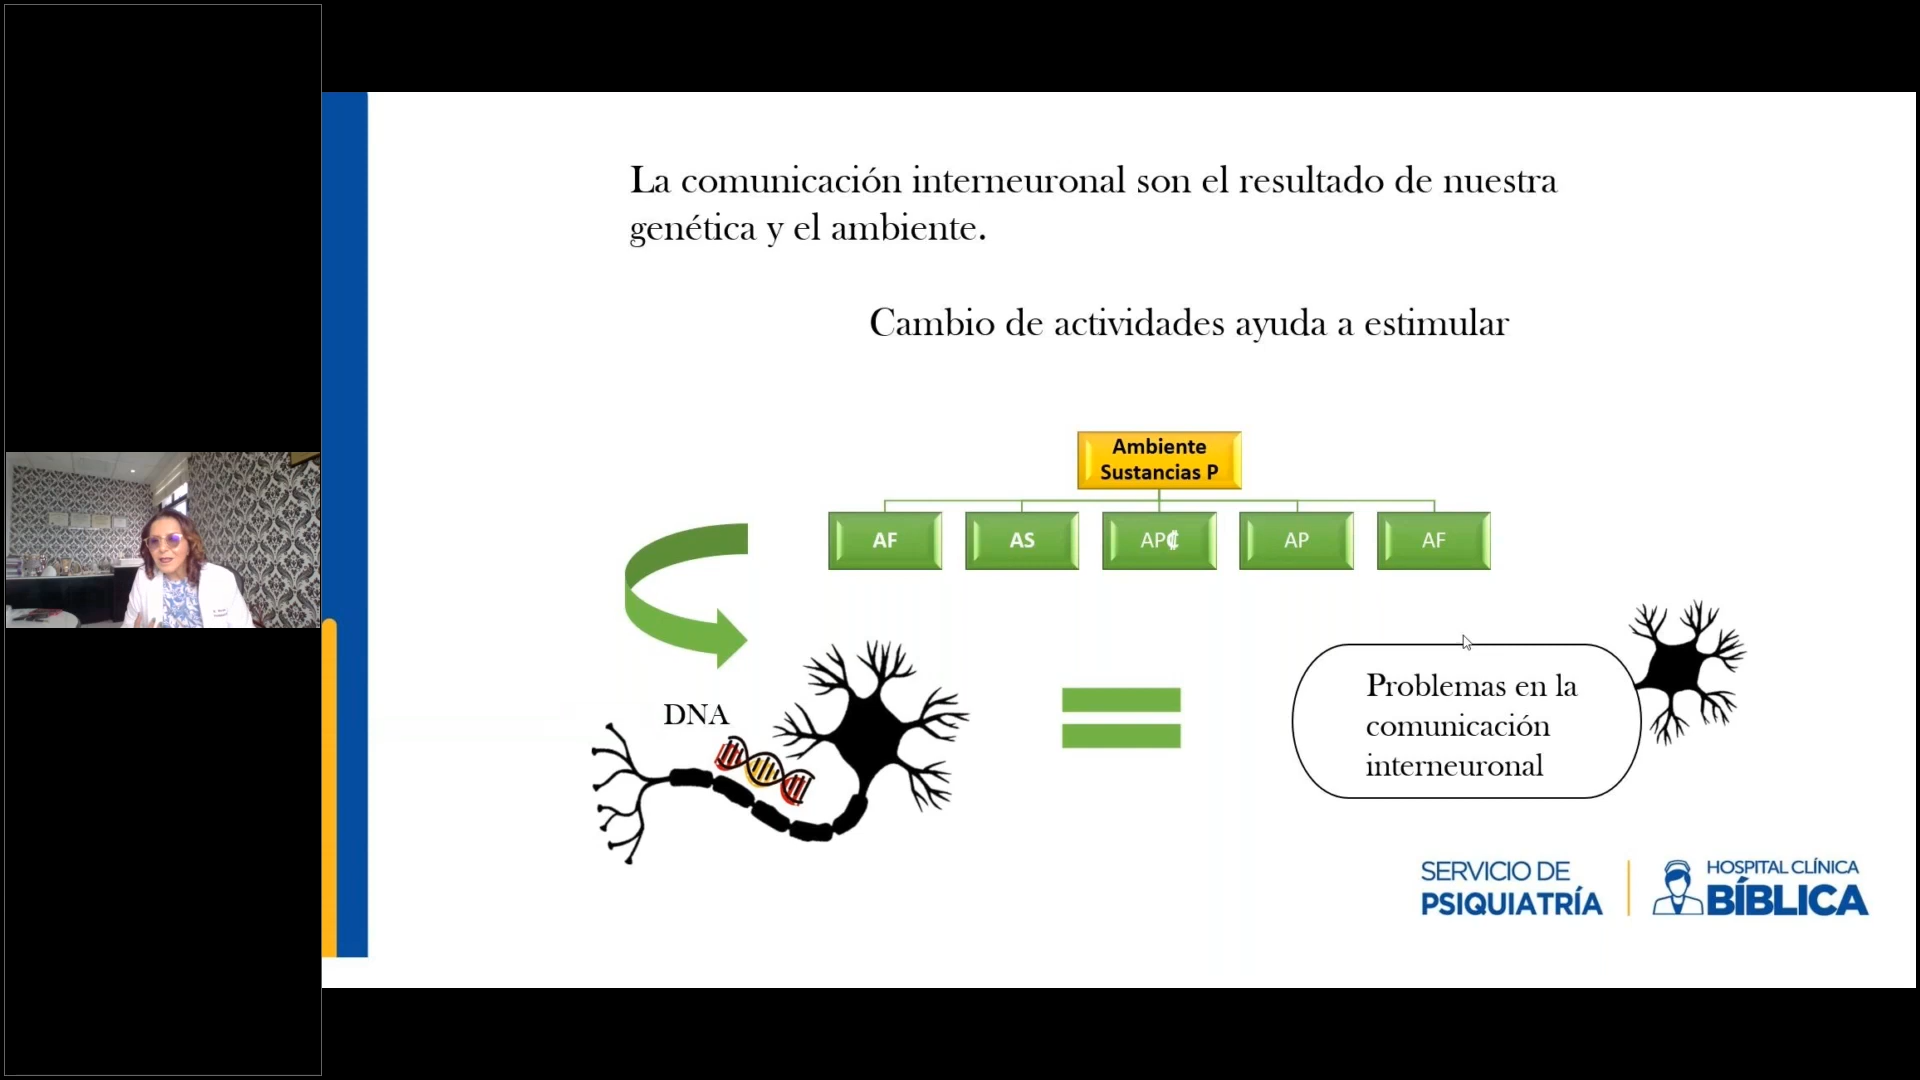 La comunicación interneuronal son el resultado de nuestra
genética y el ambiente.
Cambio de actividades ayuda a estimular
Ambiente
Sustancias P
AF
AS
AP₡
AP
AF
DNA
Problemas en la
comunicación
interneuronal
SERVICIO DE
PSIQUIATRÍA
HOSPITAL CLÍNICA
BÍBLICA